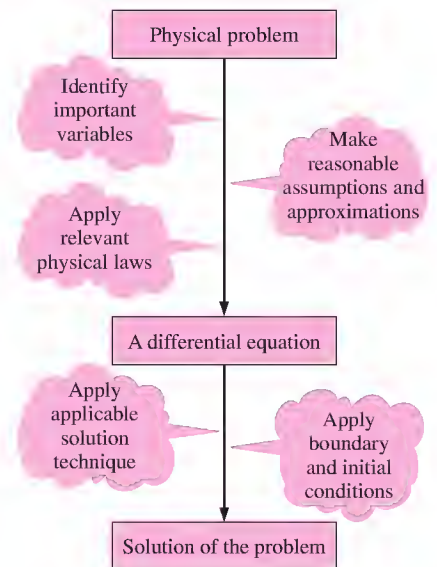 Physical problem
Identify
important
variables
Make
reasonable
assumptions and
approximations
Apply
relevant
physical laws
A differential equation
Apply
applicable
solution
technique
Apply
boundary
and initial
conditions
Solution of the problem